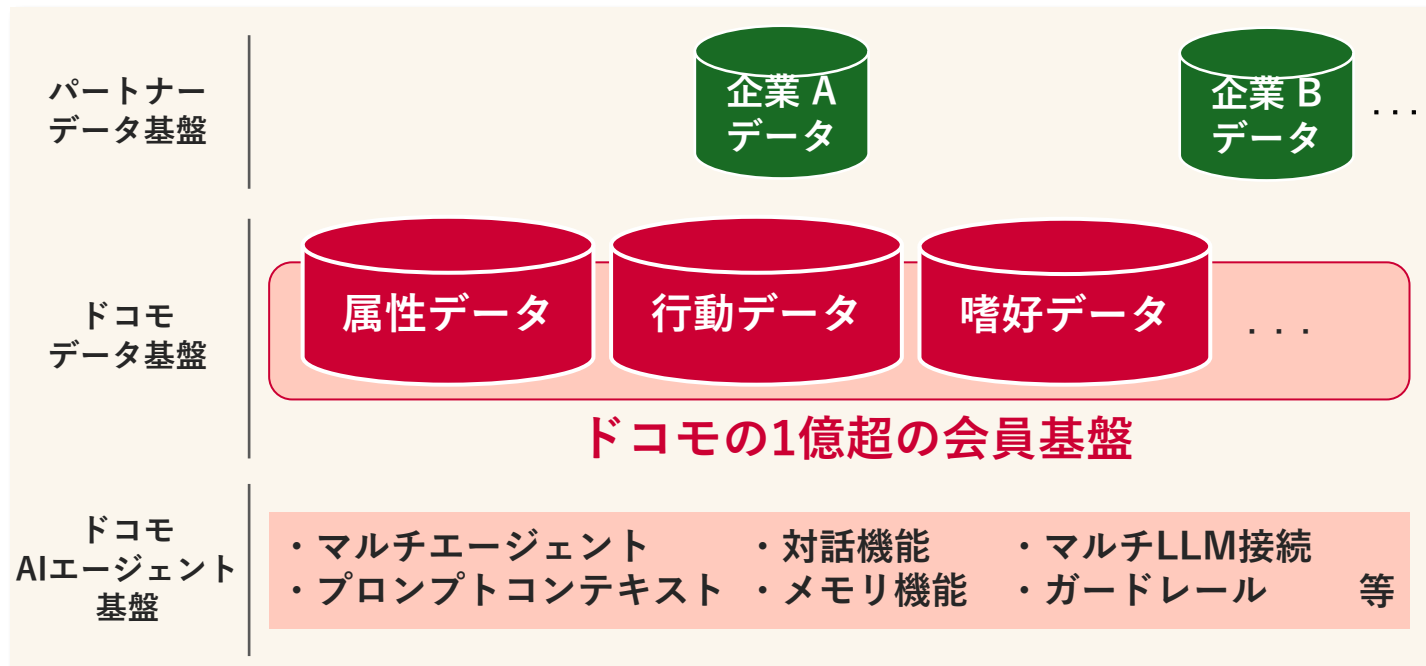 パートナー
データ基盤
企業 A
データ
企業 B
データ
...
ドコモ
データ基盤
属性データ
行動データ
嗜好データ
...
ドコモの1億超の会員基盤
ドコモ
AIエージェント
基盤
・マルチエージェント ・対話機能 ・マルチLLM接続
・プロンプトコンテキスト ・メモリ機能 ・ガードレール 等